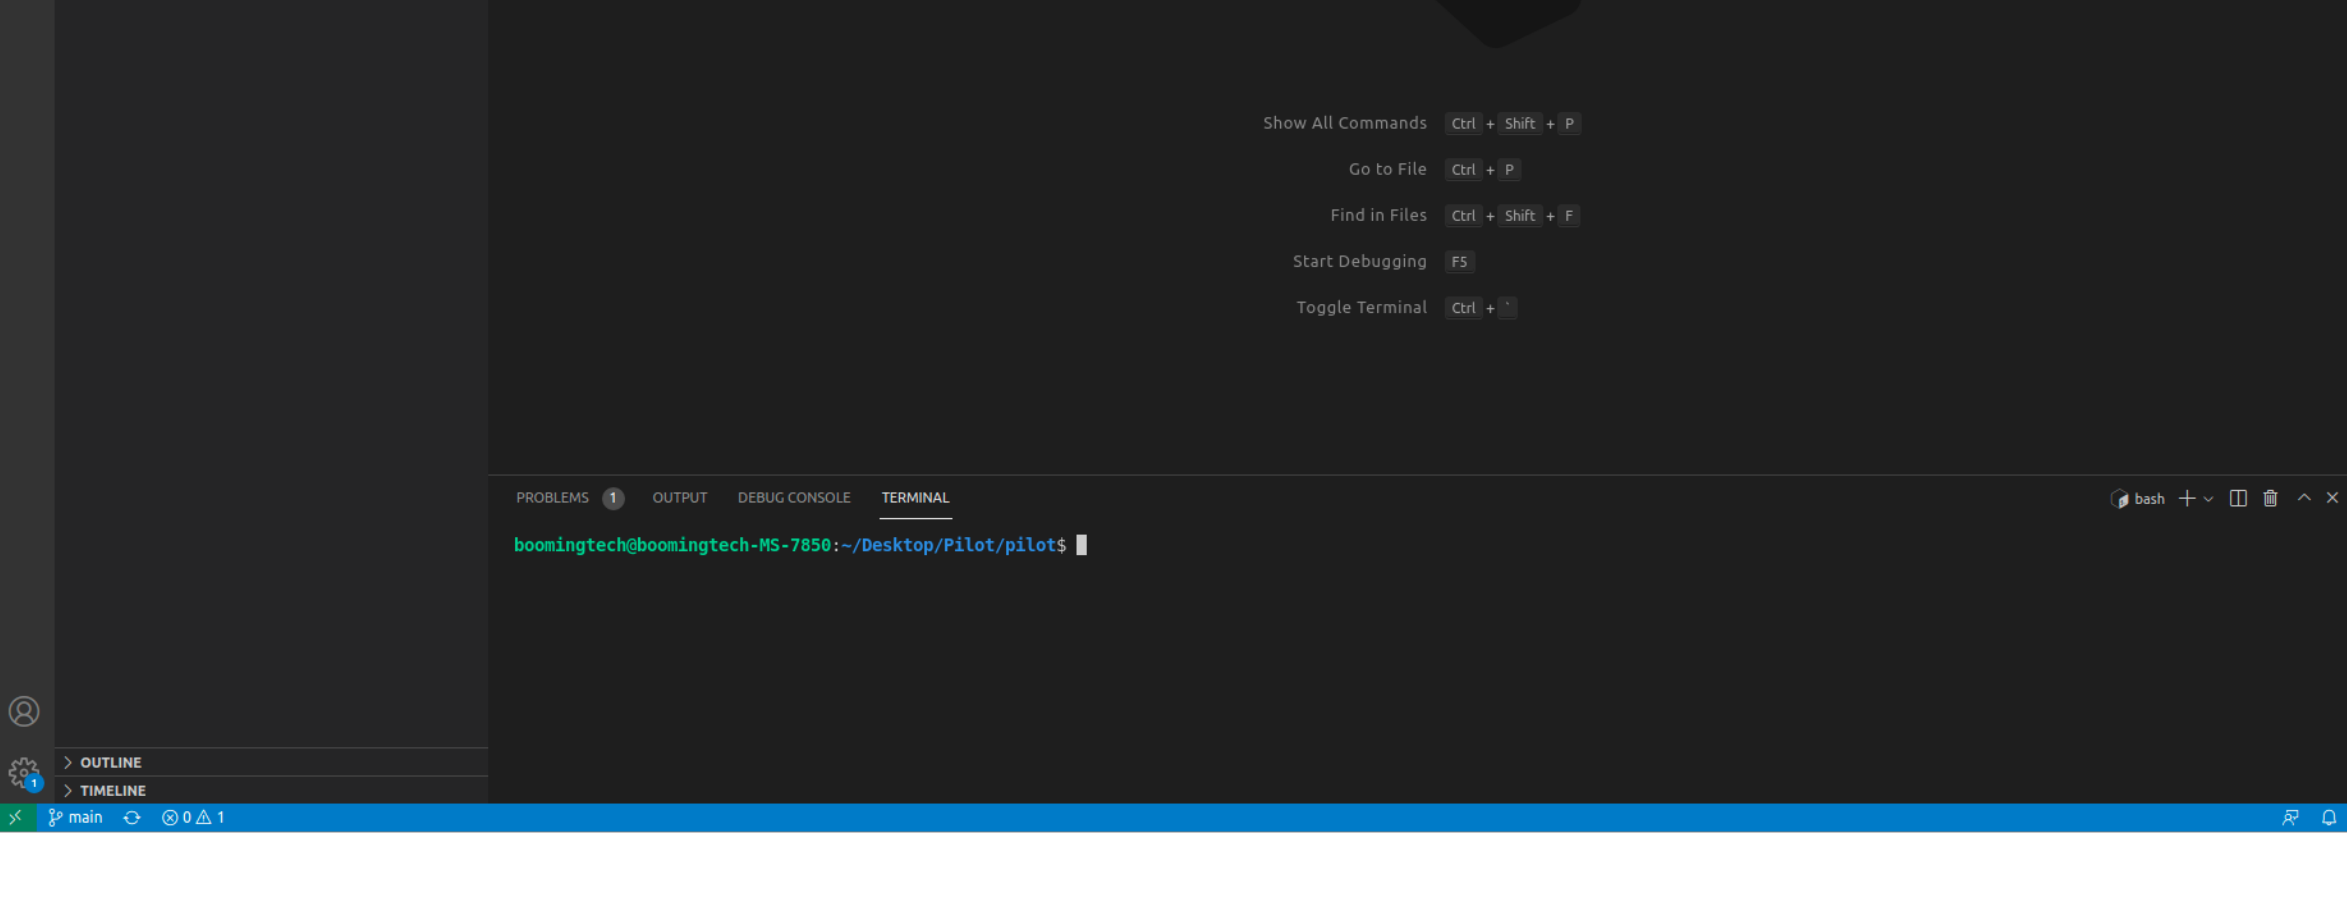 Show All Commands Ctrl + Shift + P
Go to File Ctrl + P
Find in Files Ctrl + Shift + F
Start Debugging F5
Toggle Terminal Ctrl + `
PROBLEMS 1 OUTPUT DEBUG CONSOLE TERMINAL bash
boomingtech@boomingtech-MS-7850:~/Desktop/Pilot/pilot$
OUTLINE
1
TIMELINE
main 0 1